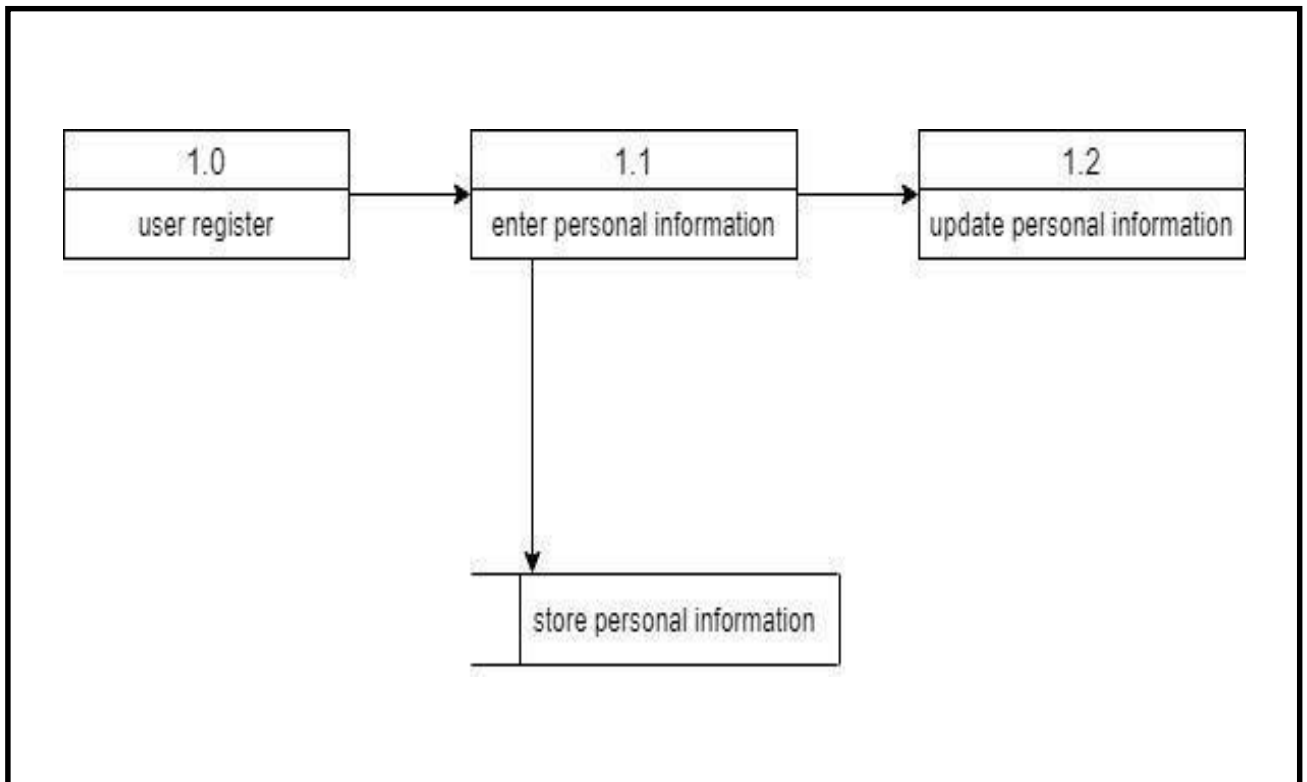 1.0
user register
1.1
enter personal information
1.2
update personal information
store personal information